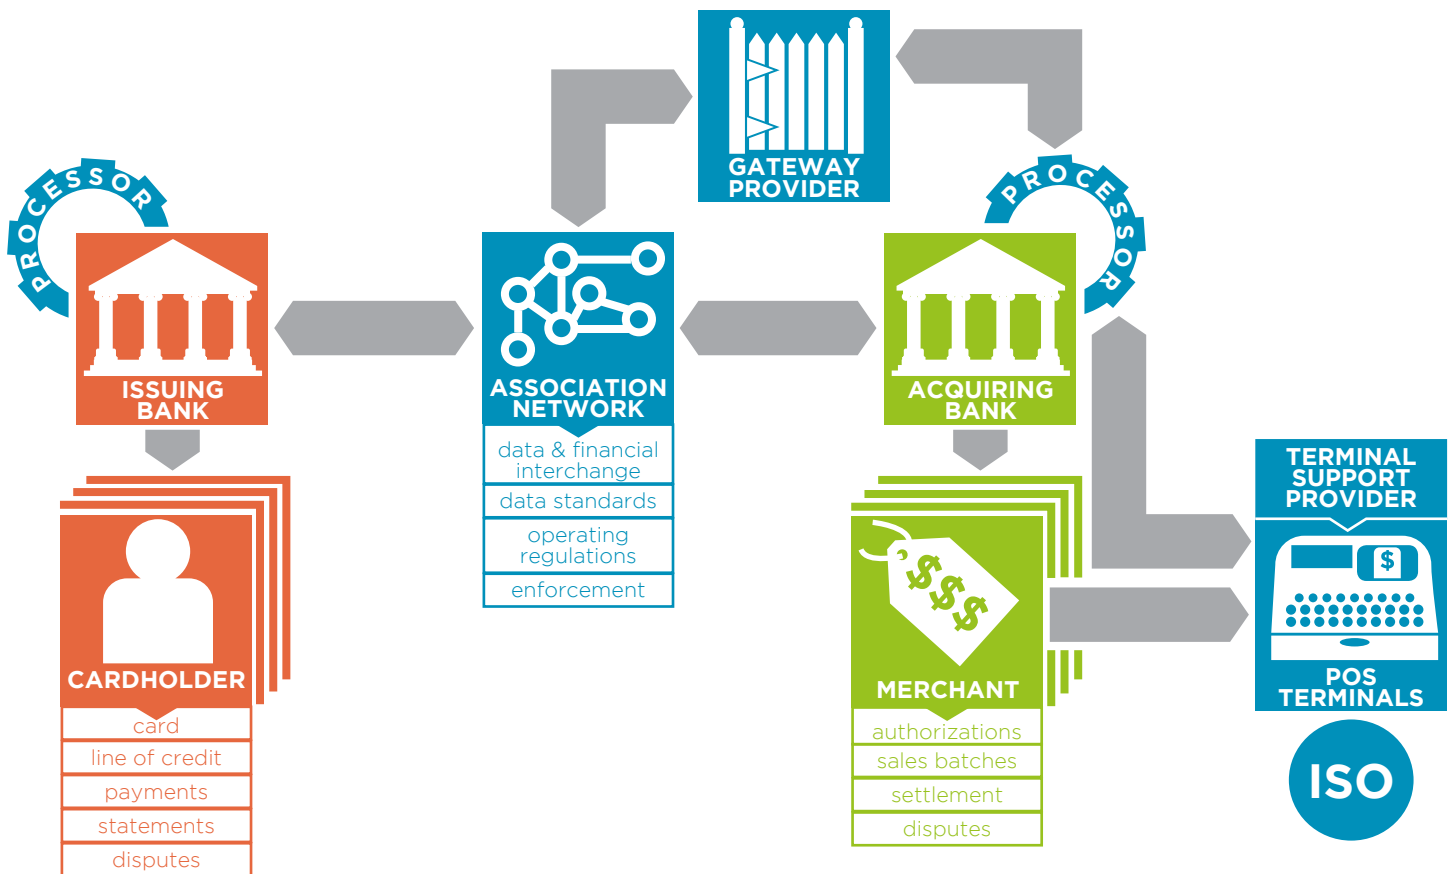 GATEWAY
PROVIDER
PROCESSOR
PROCESSOR
ISSUING
BANK
ASSOCIATION
NETWORK
data & financial
interchange
data standards
operating
regulations
enforcement
ACQUIRING
BANK
TERMINAL
SUPPORT
PROVIDER
$
POS
TERMINALS
ISO
CARDHOLDER
card
line of credit
payments
statements
disputes
$$$
MERCHANT
authorizations
sales batches
settlement
disputes